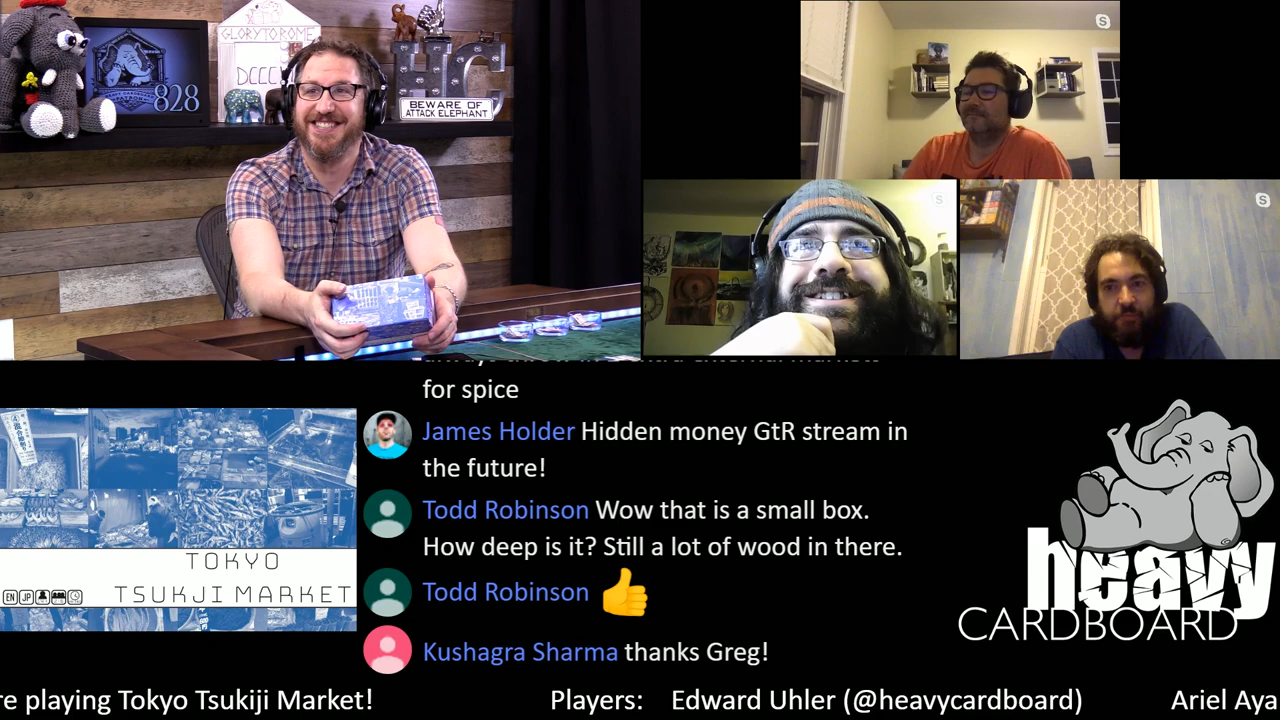 GLORY TO ROME
828
BEWARE OF
ATTACK ELEPHANT
HC
S
S
S
for spice
James Holder Hidden money GtR stream in
the future!
Todd Robinson Wow that is a small box.
How deep is it? Still a lot of wood in there.
Todd Robinson 👍
Kushagra Sharma thanks Greg!
TOKYO
TSUKIJI MARKET
EN JP
heavy
CARDBOARD
re playing Tokyo Tsukiji Market!
Players: Edward Uhler (@heavycardboard)
Ariel Aya